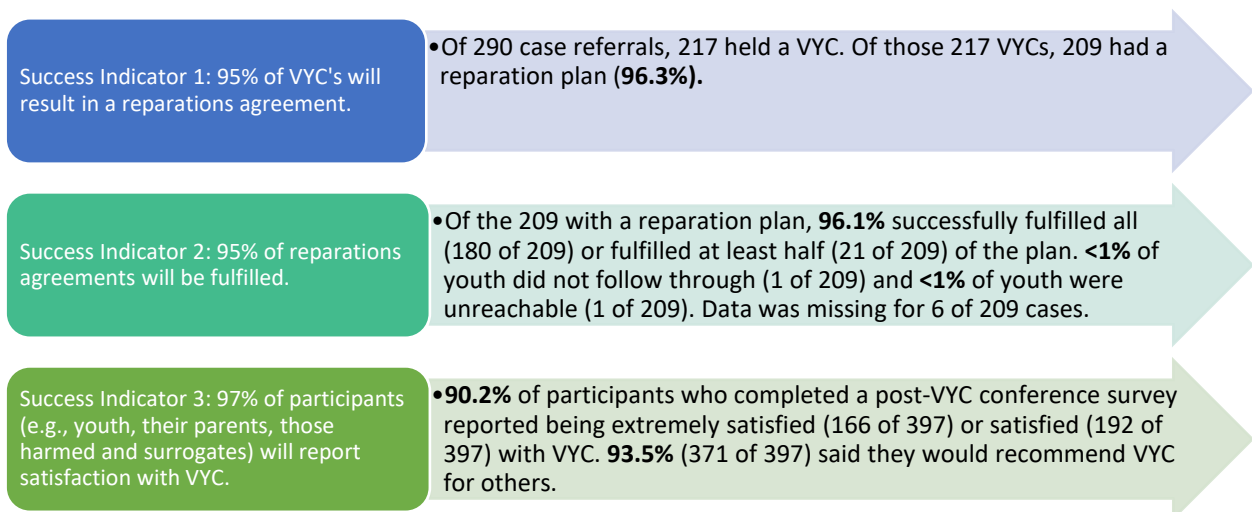 Success Indicator 1: 95% of VYC's will
result in a reparations agreement.
•Of 290 case referrals, 217 held a VYC. Of those 217 VYCs, 209 had a
reparation plan (96.3%).
Success Indicator 2: 95% of reparations
agreements will be fulfilled.
•Of the 209 with a reparation plan, 96.1% successfully fulfilled all
(180 of 209) or fulfilled at least half (21 of 209) of the plan. <1% of
youth did not follow through (1 of 209) and <1% of youth were
unreachable (1 of 209). Data was missing for 6 of 209 cases.
Success Indicator 3: 97% of participants
(e.g., youth, their parents, those
harmed and surrogates) will report
satisfaction with VYC.
•90.2% of participants who completed a post-VYC conference survey
reported being extremely satisfied (166 of 397) or satisfied (192 of
397) with VYC. 93.5% (371 of 397) said they would recommend VYC
for others.